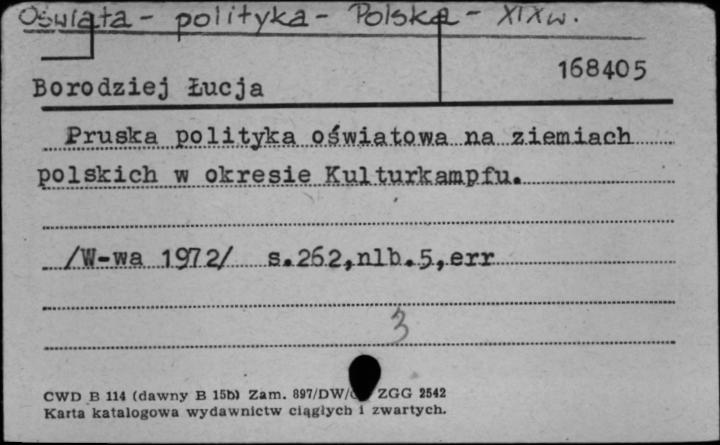 Oświata - polityka - Polska - XIX w.
168405
Borodziej Łucja
Pruska polityka oświatowa na ziemiach
polskich w okresie Kulturkampfu.
/W-wa 1972/ s.262,nlb.5,err
3
CWD B 114 (dawny B 15b) Zam. 897/DW/ ZGG 2542
Karta katalogowa wydawnictw ciągłych i zwartych.